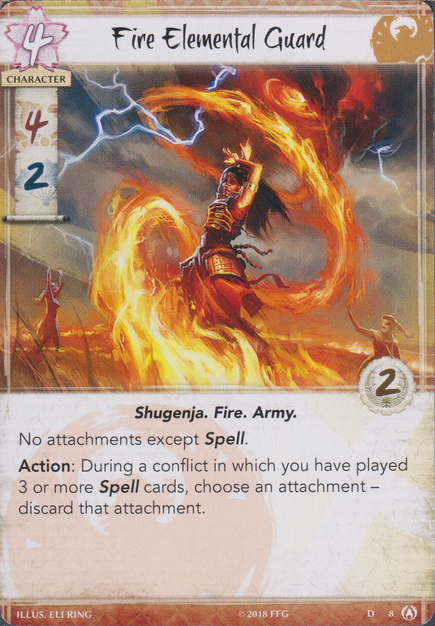 4
Fire Elemental Guard
CHARACTER
4
2
2
Shugenja. Fire. Army.
No attachments except Spell.
Action: During a conflict in which you have played
3 or more Spell cards, choose an attachment –
discard that attachment.
ILLUS. ELI RING © 2018 FFG D 8